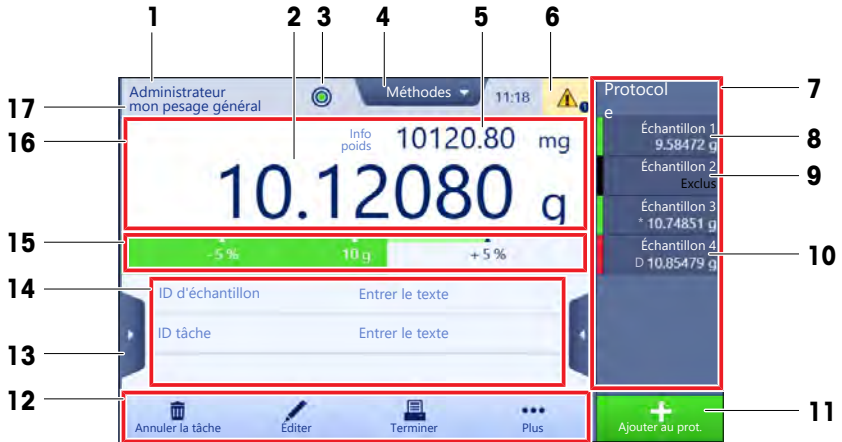 1 2 3 4 5 6
Administrateur
mon pesage général
Méthodes
11:18
17
16
Info
poids
10120.80 mg
10.12080 g
15
-5 % 10 g +5 %
14
ID d'échantillon Entrer le texte
ID tâche Entrer le texte
13
12
Annuler la tâche Éditer Terminer Plus
Protocol
e
7
Échantillon 1
9.58472 g
8
Échantillon 2
Exclus
9
Échantillon 3
* 10.74851 g
Échantillon 4
D 10.85479 g
10
Ajouter au prot.
11